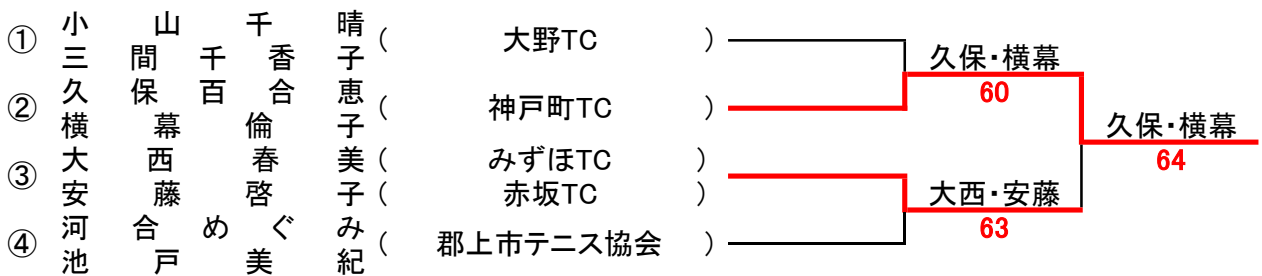 ① 小山千晴 ( 大野TC )
三間千香子
久保・横幕
60
② 久保百合恵 ( 神戸町TC )
横幕倫子
久保・横幕
64
③ 大西春美 ( みずほTC )
安藤啓子 ( 赤坂TC )
大西・安藤
63
④ 河合めぐみ ( 郡上市テニス協会 )
池戸美紀